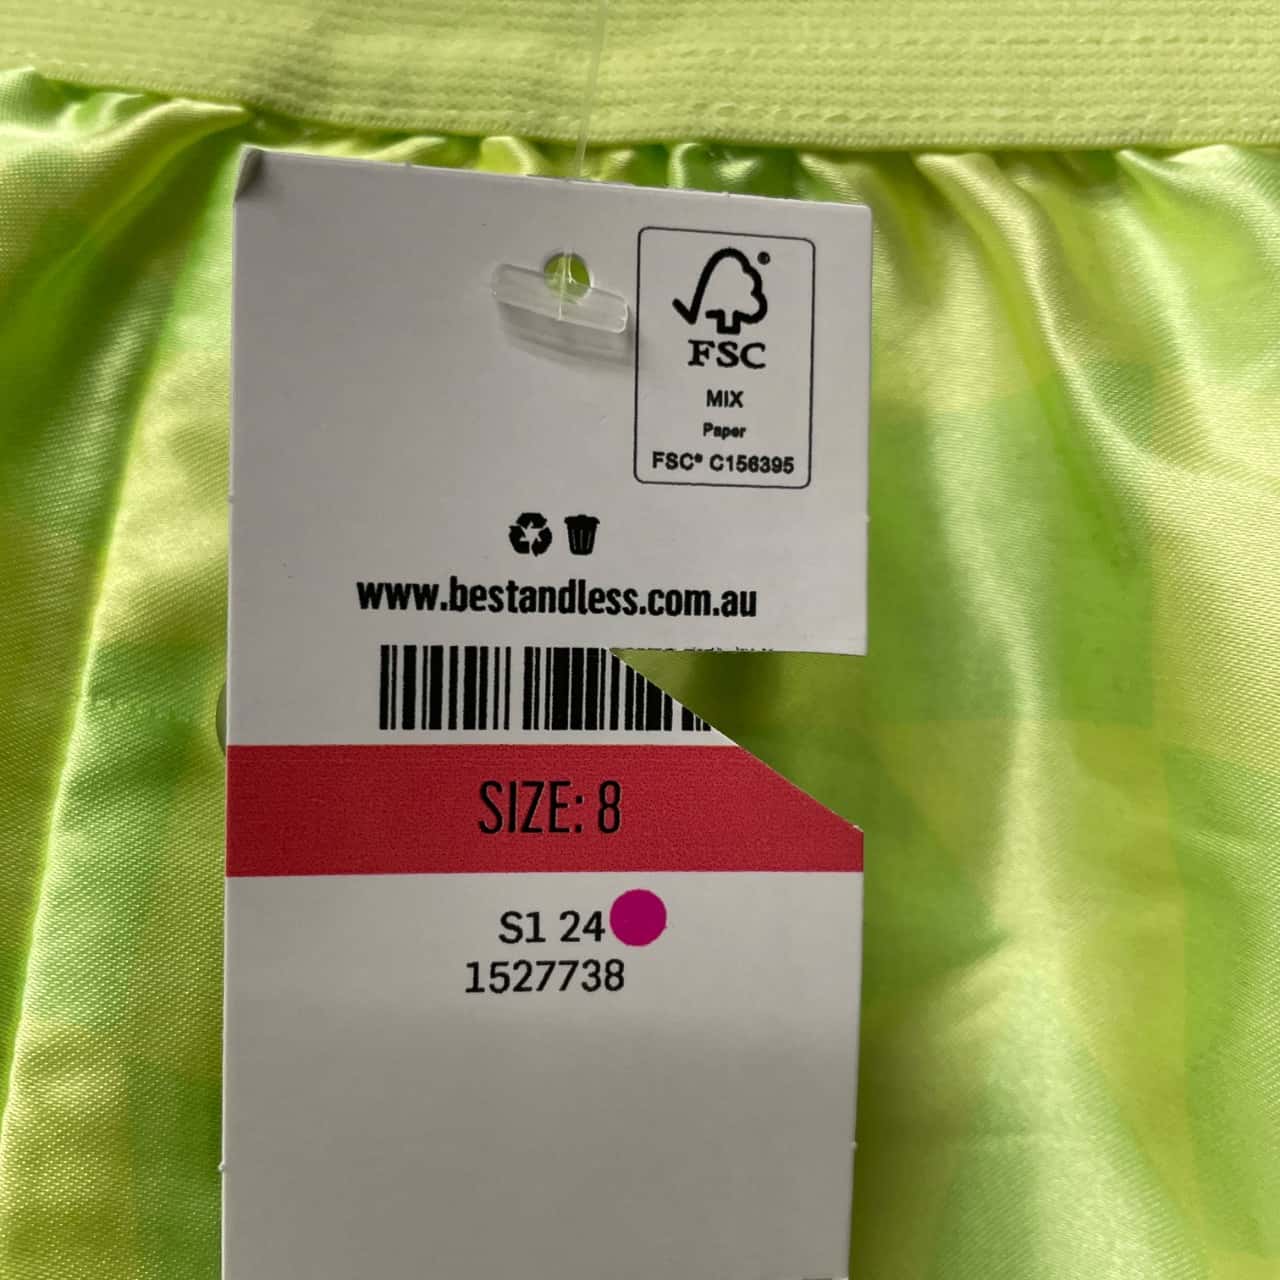 FSC®
MIX
Paper
FSC® C156395
www.bestandless.com.au
SIZE: 8
S1 24
1527738